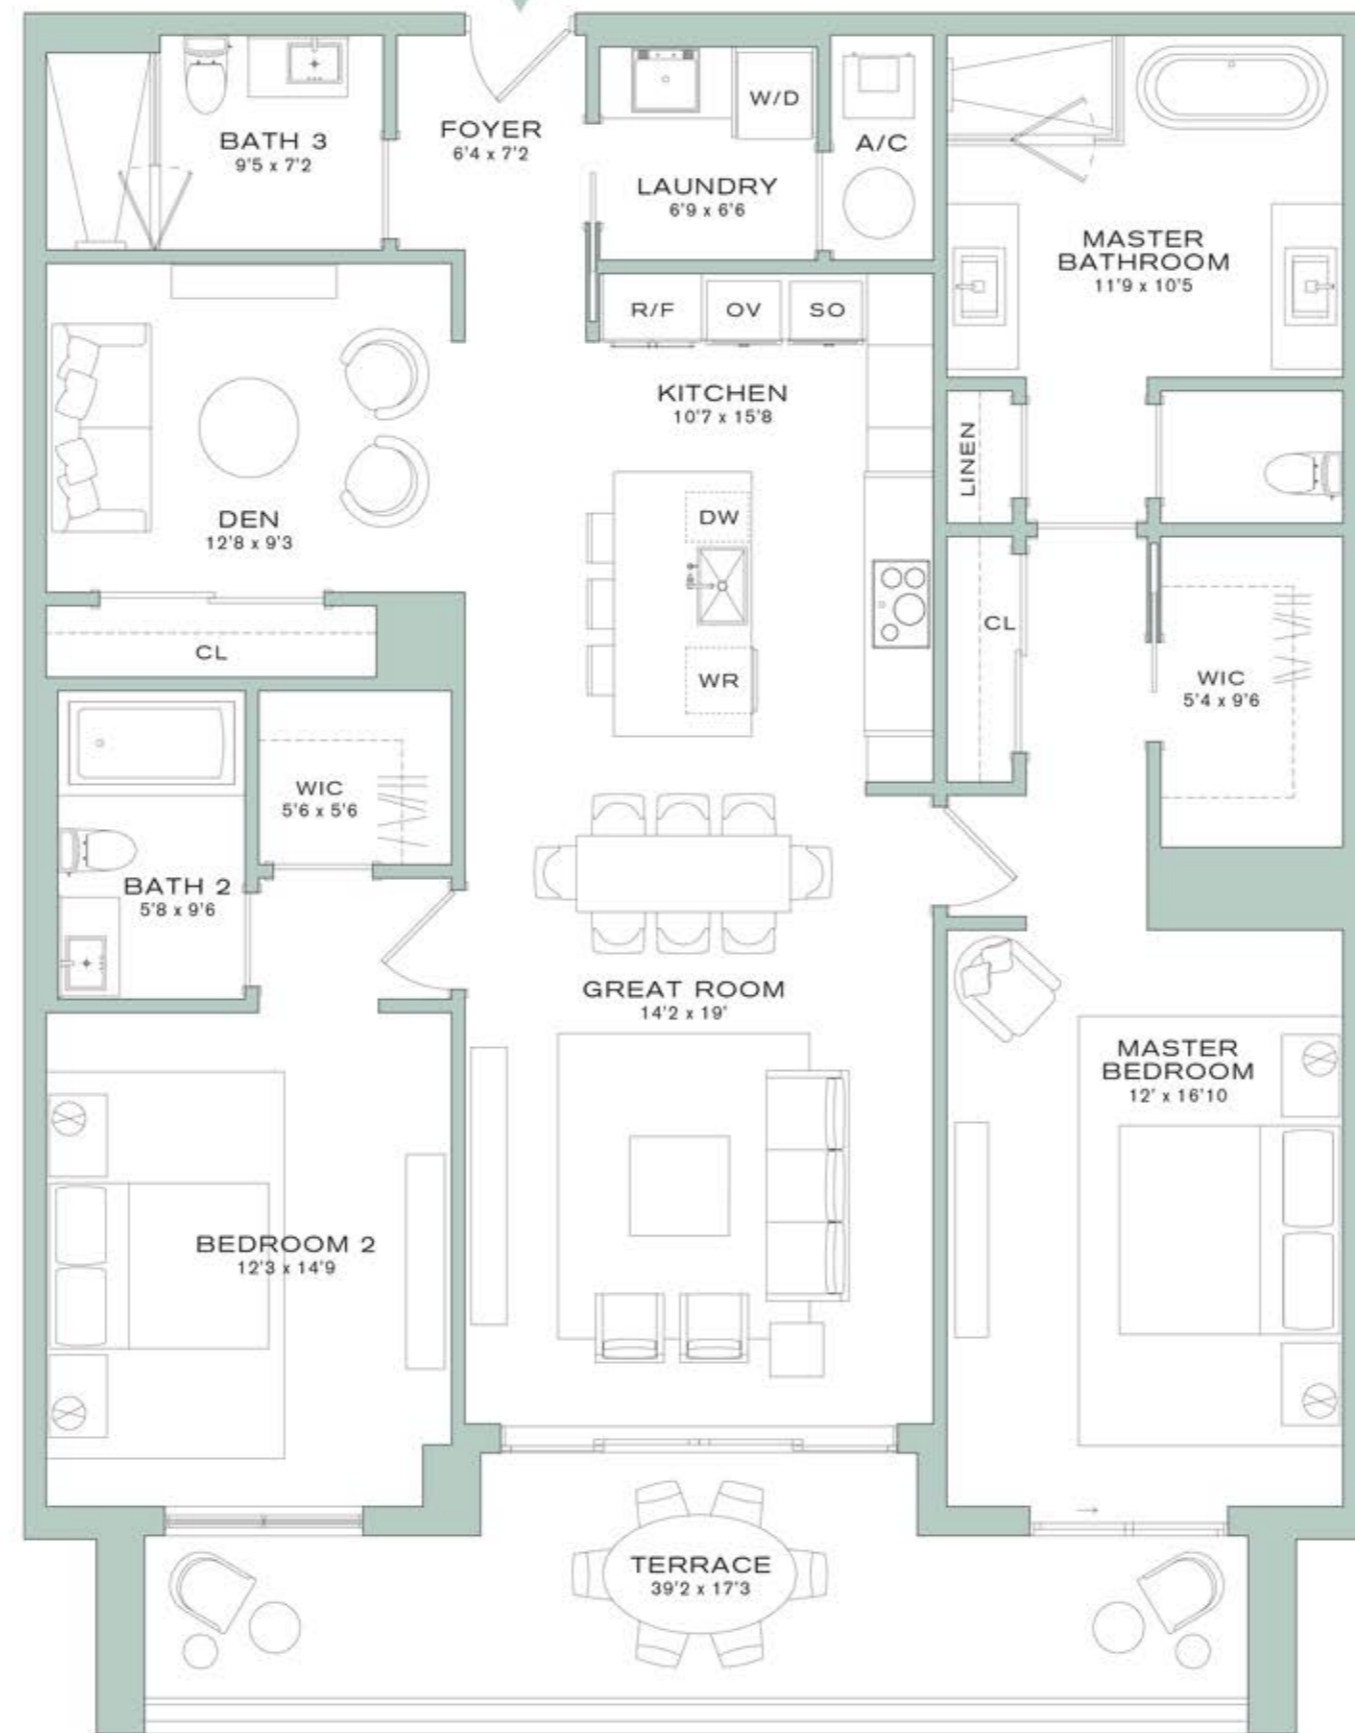 BATH 3
9'5 x 7'2
FOYER
6'4 x 7'2
W/D
A/C
LAUNDRY
6'9 x 6'6
MASTER
BATHROOM
11'9 x 10'5
R/F
OV
SO
KITCHEN
10'7 x 15'8
LINEN
DEN
12'8 x 9'3
DW
CL
CL
WR
WIC
5'4 x 9'6
WIC
5'6 x 5'6
BATH 2
5'8 x 9'6
GREAT ROOM
14'2 x 19'
MASTER
BEDROOM
12' x 16'10
BEDROOM 2
12'3 x 14'9
TERRACE
39'2 x 17'3